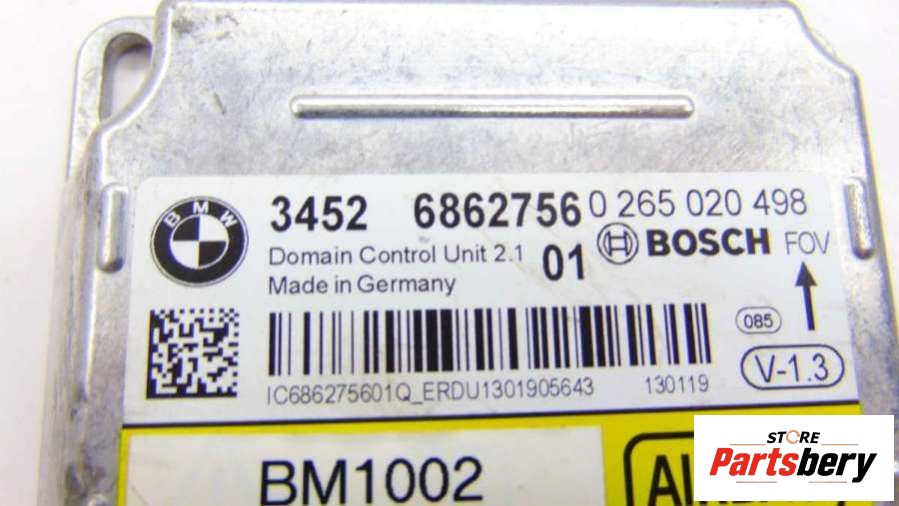 BMW
3452 6862756 0 265 020 498
Domain Control Unit 2.1 01 BOSCH FOV
Made in Germany
085
V-1.3
IC686275601Q_ERDU1301905643 130119
BM1002
STORE
Partsbery